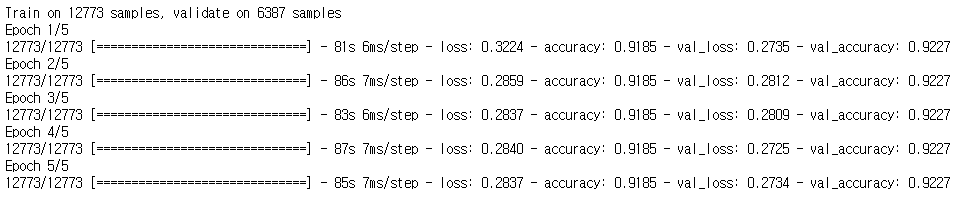 Train on 12773 samples, validate on 6387 samples
Epoch 1/5
12773/12773 [==============================] - 81s 6ms/step - loss: 0.3224 - accuracy: 0.9185 - val_loss: 0.2735 - val_accuracy: 0.9227
Epoch 2/5
12773/12773 [==============================] - 86s 7ms/step - loss: 0.2859 - accuracy: 0.9185 - val_loss: 0.2812 - val_accuracy: 0.9227
Epoch 3/5
12773/12773 [==============================] - 83s 6ms/step - loss: 0.2837 - accuracy: 0.9185 - val_loss: 0.2809 - val_accuracy: 0.9227
Epoch 4/5
12773/12773 [==============================] - 87s 7ms/step - loss: 0.2840 - accuracy: 0.9185 - val_loss: 0.2725 - val_accuracy: 0.9227
Epoch 5/5
12773/12773 [==============================] - 85s 7ms/step - loss: 0.2837 - accuracy: 0.9185 - val_loss: 0.2734 - val_accuracy: 0.9227